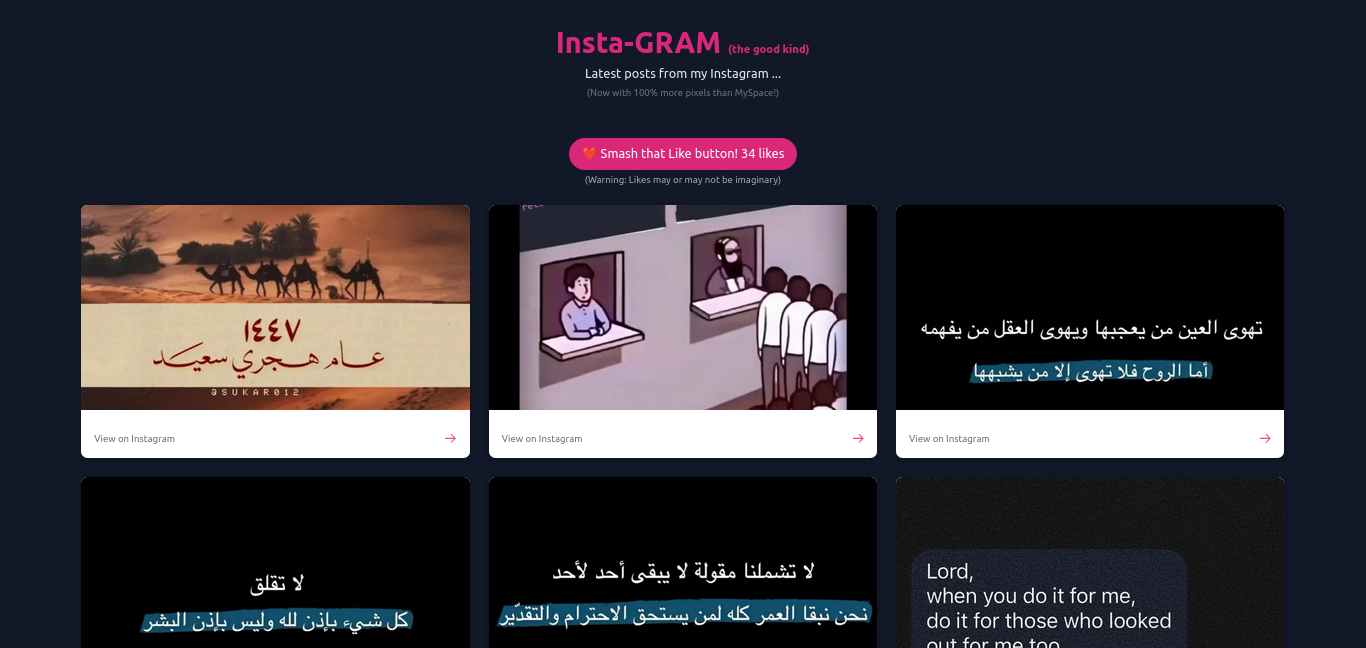 Insta-GRAM (the good kind)
Latest posts from my Instagram ...
(Now with 100% more pixels than MySpace!)
❤️ Smash that Like button! 34 likes
(Warning: Likes may or may not be imaginary)
١٤٤٧
عام هجري سعيد
@SUKAR012
View on Instagram →
View on Instagram →
تهوى العين من يعجبها ويهوى العقل من يفهمه
أما الروح فلا تهوى إلا من يشبهها
View on Instagram →
لا تقلق
كل شيء بإذن لله وليس بإذن البشر
لا تشملنا مقولة لا يبقى أحد لأحد
نحن نبقا العمر كله لمن يستحق الاحترام والتقدّير
Lord,
when you do it for me,
do it for those who looked
out for me too